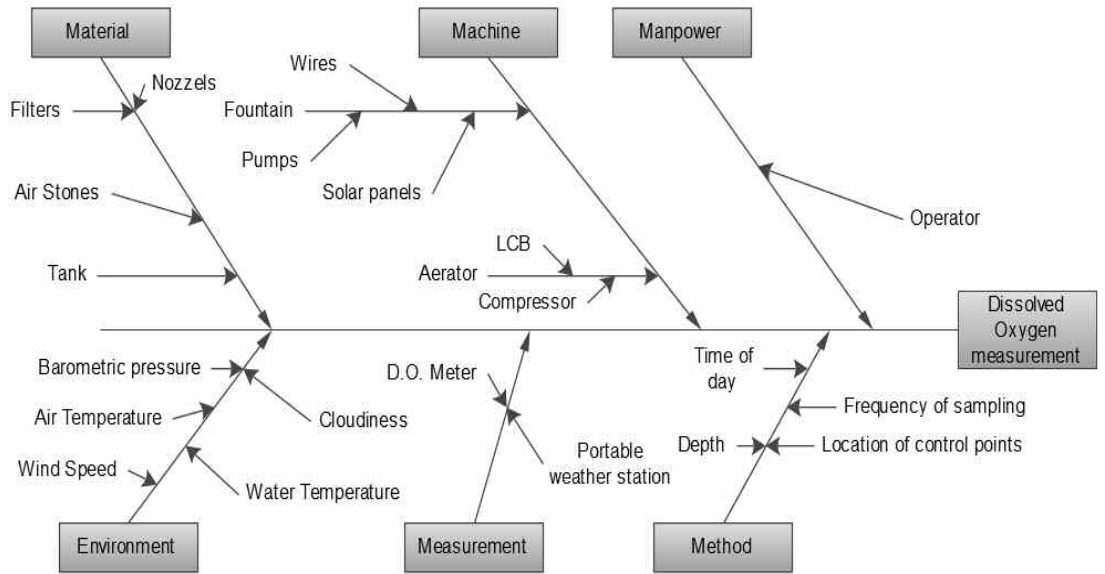 Material
Machine
Manpower
Wires
Nozzels
Filters
Fountain
Pumps
Solar panels
Air Stones
Operator
LCB
Tank
Aerator
Compressor
Dissolved
Oxygen
measurement
Barometric pressure
Time of
day
D.O. Meter
Air Temperature
Cloudiness
Frequency of sampling
Depth
Location of control points
Portable
weather station
Wind Speed
Water Temperature
Environment
Measurement
Method